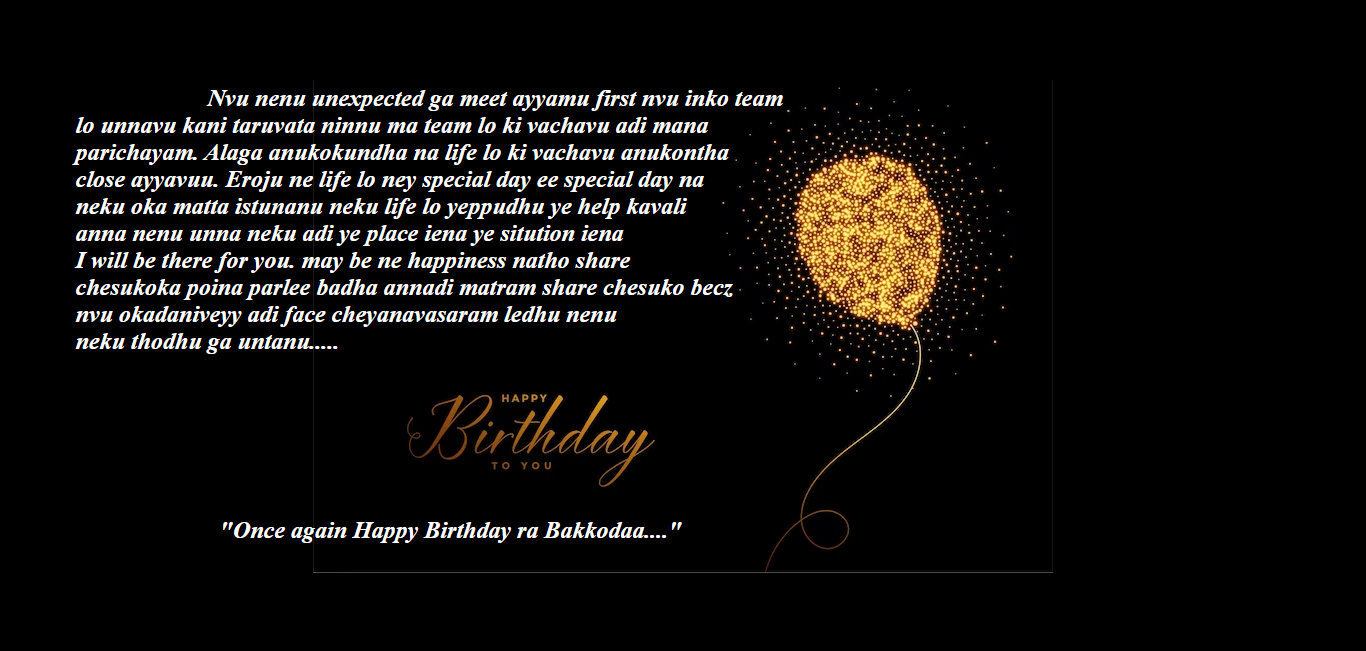 Nvu nenu unexpected ga meet ayyamu first nvu inko team
lo unnavu kani taruvata ninnu ma team lo ki vachavu adi mana
parichayam. Alaga anukokundha na life lo ki vachavu anukontha
close ayyavuu. Eroju ne life lo ney special day ee special day na
neku oka matta istunanu neku life lo yeppudhu ye help kavali
anna nenu unna neku adi ye place iena ye sitution iena
I will be there for you. may be ne happiness natho share
chesukoka poina parlee badha annadi matram share chesuko becz
nvu okadaniveyy adi face cheyanavasaram ledhu nenu
neku thodhu ga untanu.....
HAPPY
Birthday
TO YOU
"Once again Happy Birthday ra Bakkodaa...."